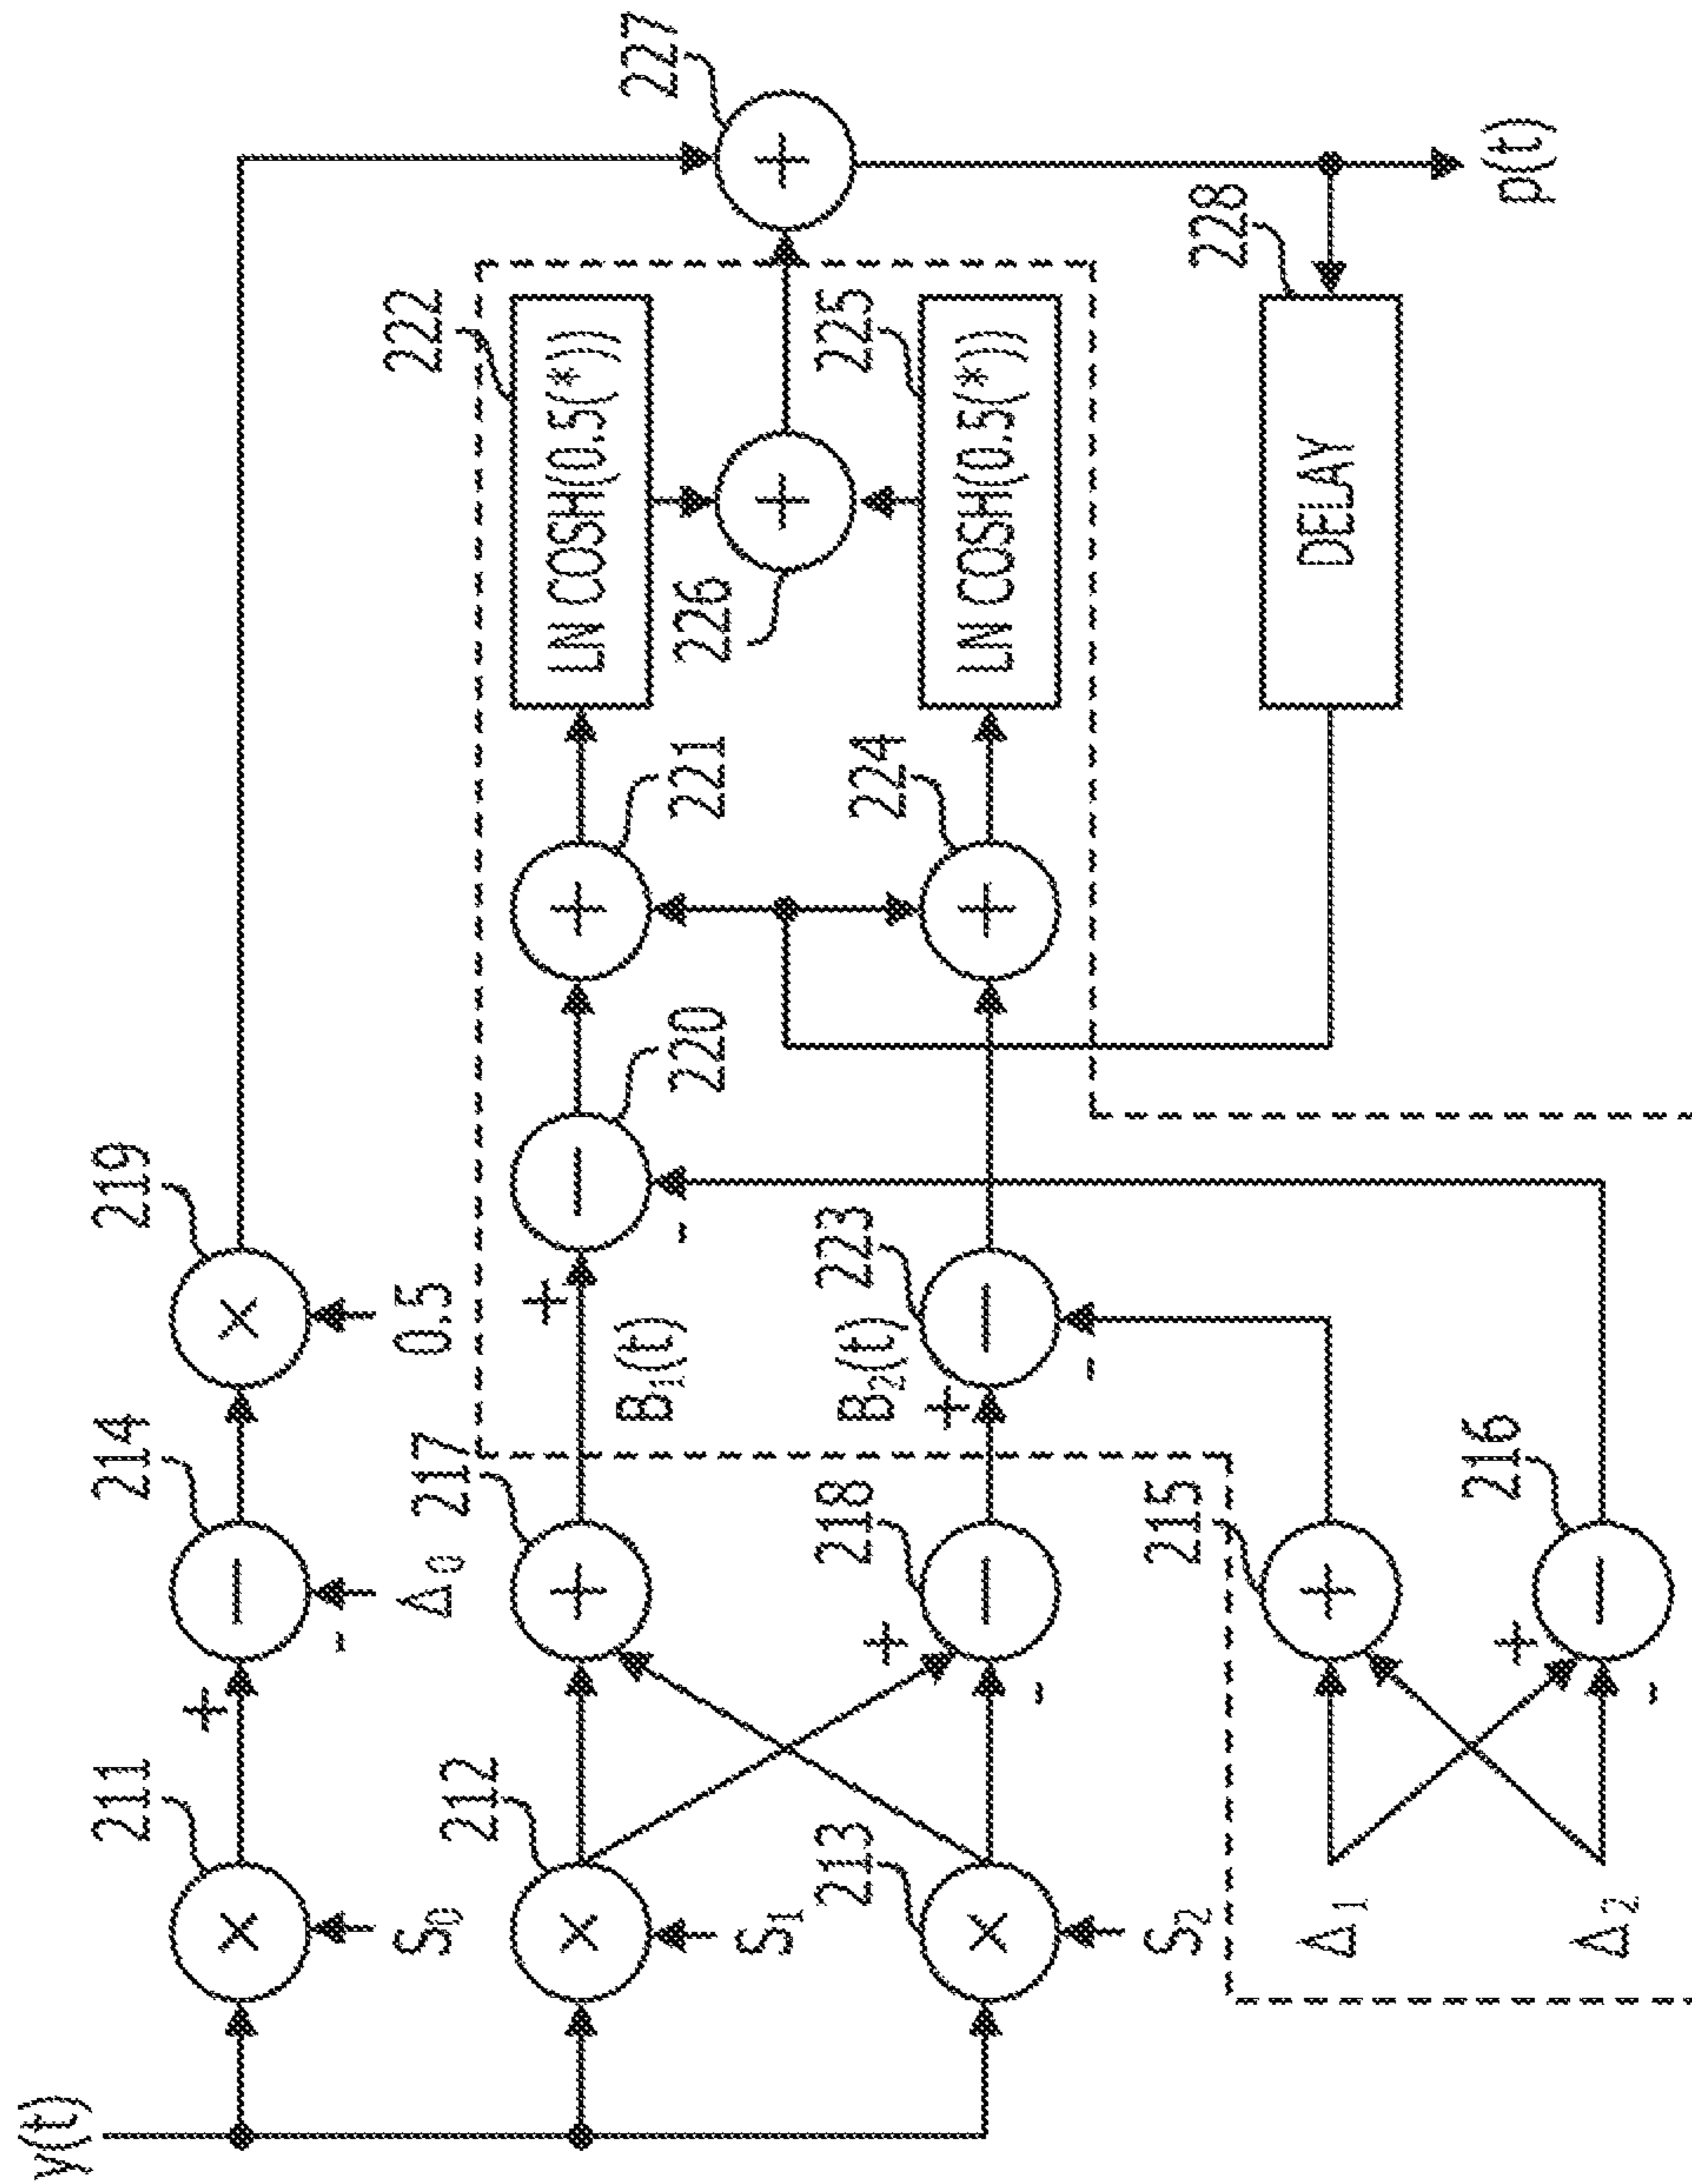 y(t)
211
+
214
219
227
S₀
-
Δ₀
0.5
212
217
+
220
221
222
LN COSH(0.5(*))
S₁
B₁(t)
-
226
213
+
218
B₂(t)
+
223
224
225
LN COSH(0.5(*))
S₂
-
-
215
228
DELAY
p(t)
Δ₁
+
216
Δ₂
-